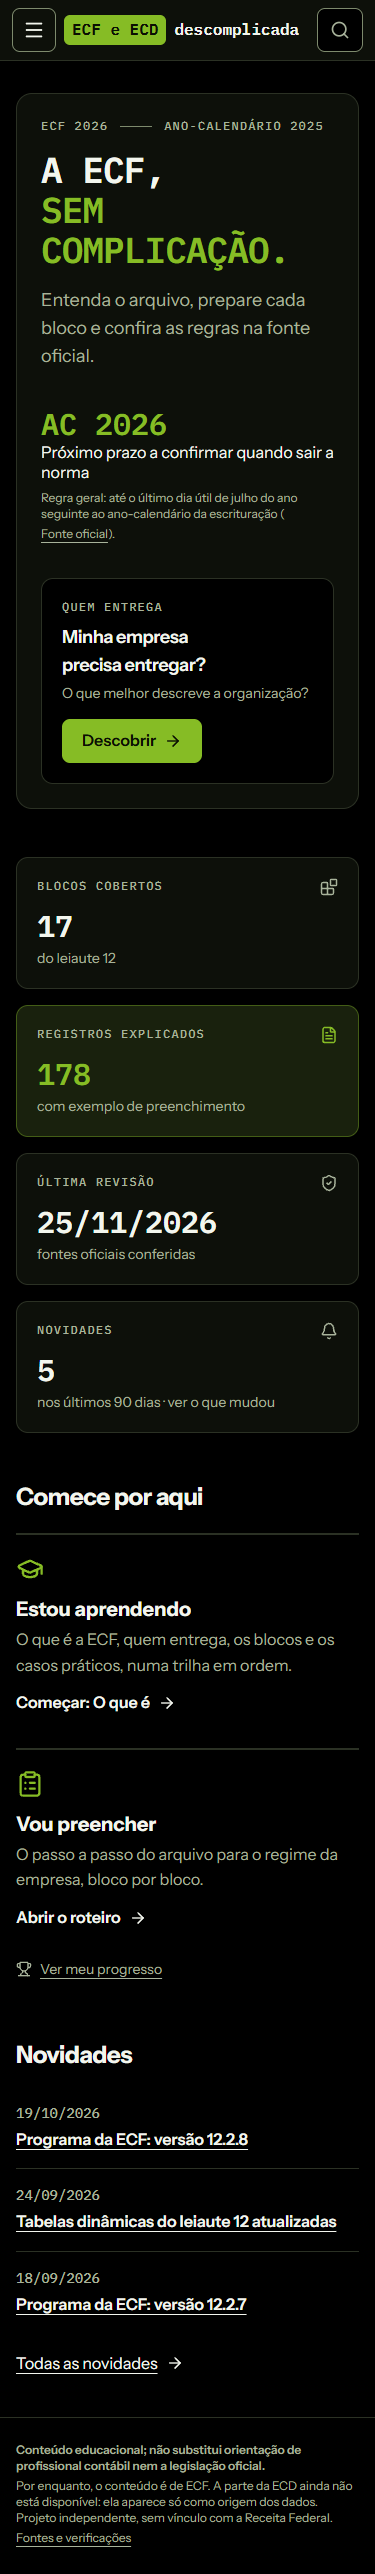 ECF e ECD descomplicada
ECF 2026 — ANO-CALENDÁRIO 2025
A ECF,
SEM
COMPLICAÇÃO.
Entenda o arquivo, prepare cada
bloco e confira as regras na fonte
oficial.
AC 2026
Próximo prazo a confirmar quando sair a
norma
Regra geral: até o último dia útil de julho do ano
seguinte ao ano-calendário da escrituração (
Fonte oficial).
QUEM ENTREGA
Minha empresa
precisa entregar?
O que melhor descreve a organização?
Descobrir →
BLOCOS COBERTOS
17
do leiaute 12
REGISTROS EXPLICADOS
178
com exemplo de preenchimento
ÚLTIMA REVISÃO
25/11/2026
fontes oficiais conferidas
NOVIDADES
5
nos últimos 90 dias · ver o que mudou
Comece por aqui
Estou aprendendo
O que é a ECF, quem entrega, os blocos e os
casos práticos, numa trilha em ordem.
Começar: O que é →
Vou preencher
O passo a passo do arquivo para o regime da
empresa, bloco por bloco.
Abrir o roteiro →
Ver meu progresso
Novidades
19/10/2026
Programa da ECF: versão 12.2.8
24/09/2026
Tabelas dinâmicas do leiaute 12 atualizadas
18/09/2026
Programa da ECF: versão 12.2.7
Todas as novidades →
Conteúdo educacional; não substitui orientação de
profissional contábil nem a legislação oficial.
Por enquanto, o conteúdo é de ECF. A parte da ECD ainda não
está disponível: ela aparece só como origem dos dados.
Projeto independente, sem vínculo com a Receita Federal.
Fontes e verificações